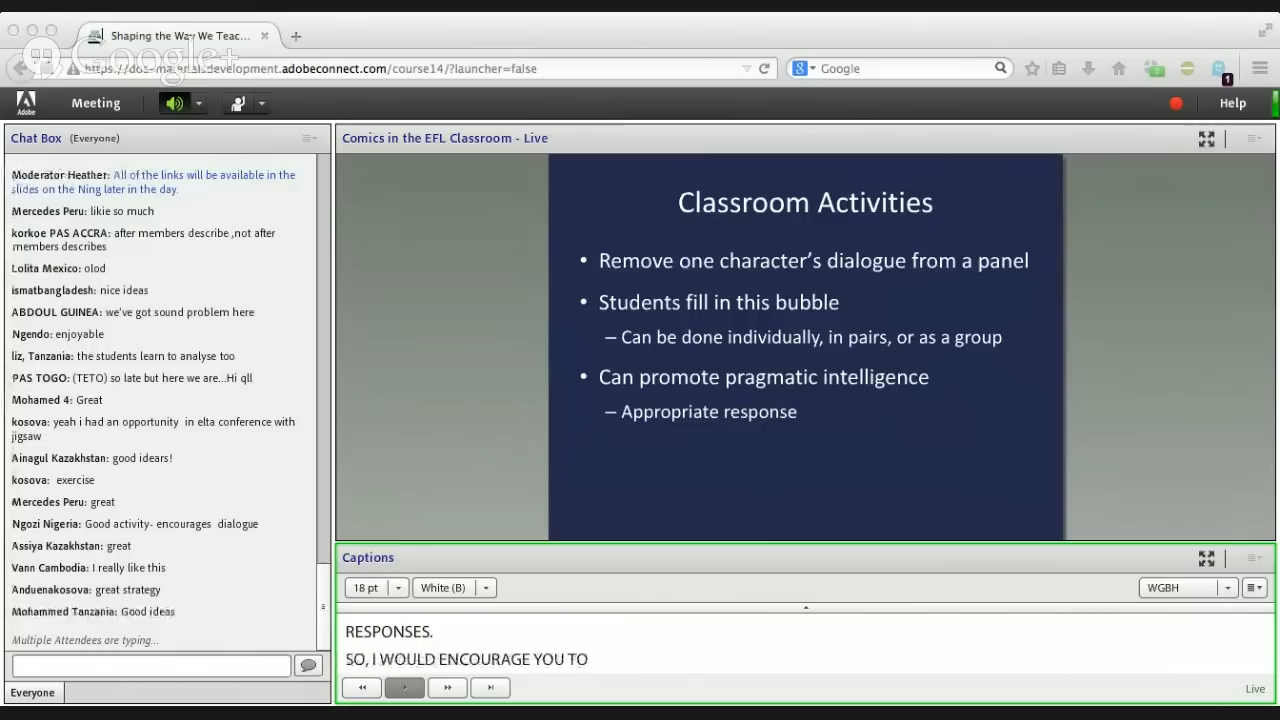 Shaping the Way We Teac...
Google+
adobeconnect.com/course14/?launcher=false
Google
1
Adobe
Meeting
Help
Chat Box (Everyone)
Moderator Heather: All of the links will be available in the
slides on the Ning later in the day.
Mercedes Peru: likie so much
korkoe PAS ACCRA: after members describe ,not after
members describes
Lolita Mexico: olod
ismatbangladesh: nice ideas
ABDOUL GUINEA: we've got sound problem here
Ngendo: enjoyable
liz, Tanzania: the students learn to analyse too
PAS TOGO: (TETO) so late but here we are...Hi qll
Mohamed 4: Great
kosova: yeah i had an opportunity in elta conference with
jigsaw
Ainagul Kazakhstan: good idears!
kosova: exercise
Mercedes Peru: great
Ngozi Nigeria: Good activity- encourages dialogue
Assiya Kazakhstan: great
Vann Cambodia: I really like this
Anduenakosova: great strategy
Mohammed Tanzania: Good ideas
Multiple Attendees are typing...
Everyone
Comics in the EFL Classroom - Live
Classroom Activities
• Remove one character's dialogue from a panel
• Students fill in this bubble
– Can be done individually, in pairs, or as a group
• Can promote pragmatic intelligence
– Appropriate response
Captions
18 pt
White (B)
WGBH
RESPONSES.
SO, I WOULD ENCOURAGE YOU TO
Live